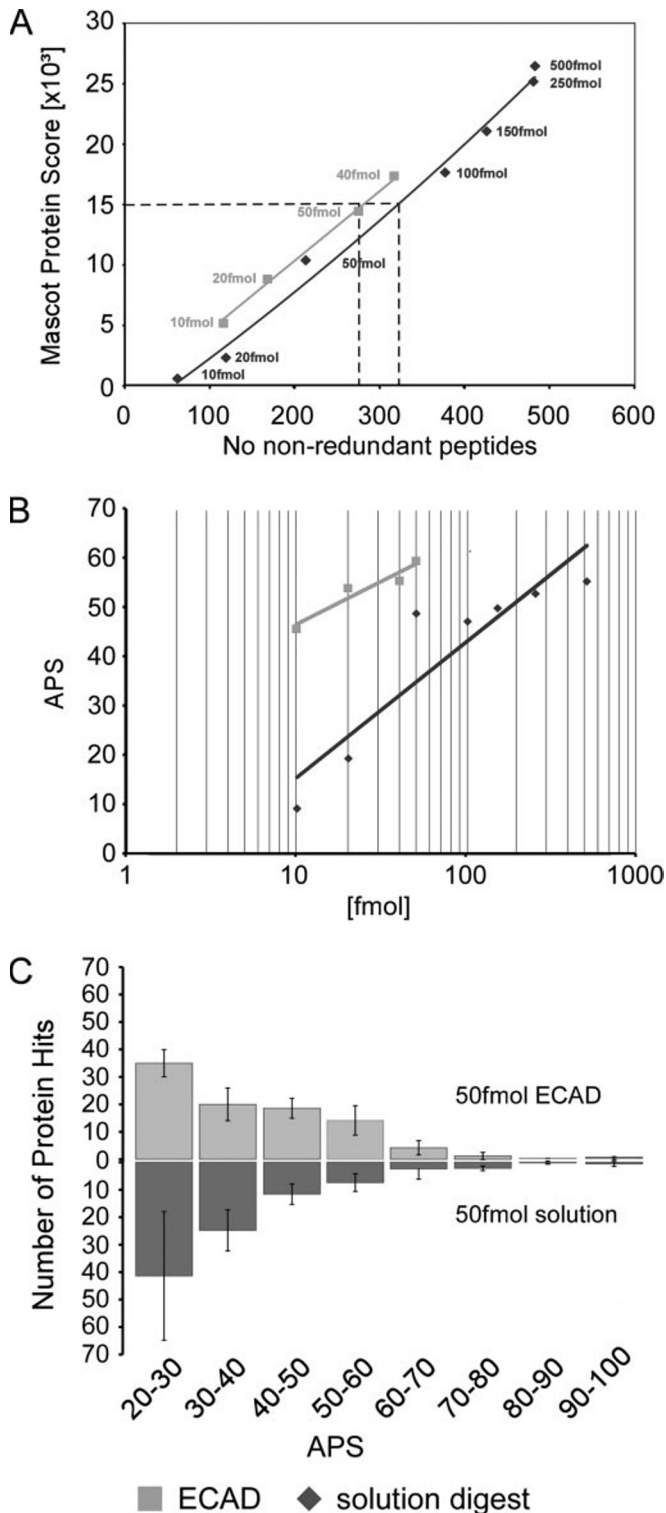 A
Mascot Protein Score [x10³]
30
25
20
15
10
5
0
500fmol
250fmol
150fmol
100fmol
40fmol
50fmol
50fmol
20fmol
10fmol
20fmol
10fmol
0 100 200 300 400 500 600
No non-redundant peptides
B
APS
70
60
50
40
30
20
10
0
1 10 100 1000
[fmol]
C
Number of Protein Hits
70
60
50
40
30
20
10
0
10
20
30
40
50
60
70
50fmol ECAD
50fmol solution
20-30 30-40 40-50 50-60 60-70 70-80 80-90 90-100
APS
ECAD solution digest